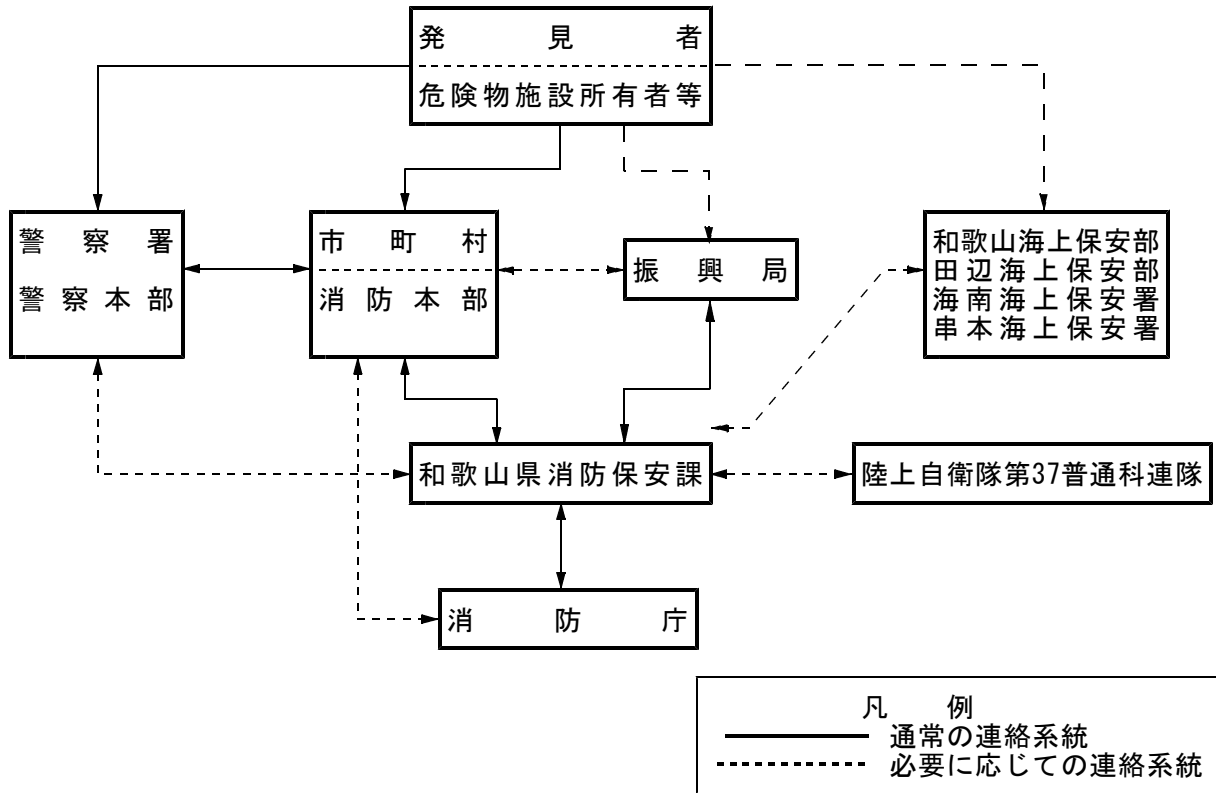 発見者
危険物施設所有者等
警察署
警察本部
市町村
消防本部
振興局
和歌山海上保安部
田辺海上保安部
海南海上保安署
串本海上保安署
和歌山県消防保安課
陸上自衛隊第37普通科連隊
消防庁
凡例
通常の連絡系統
必要に応じての連絡系統